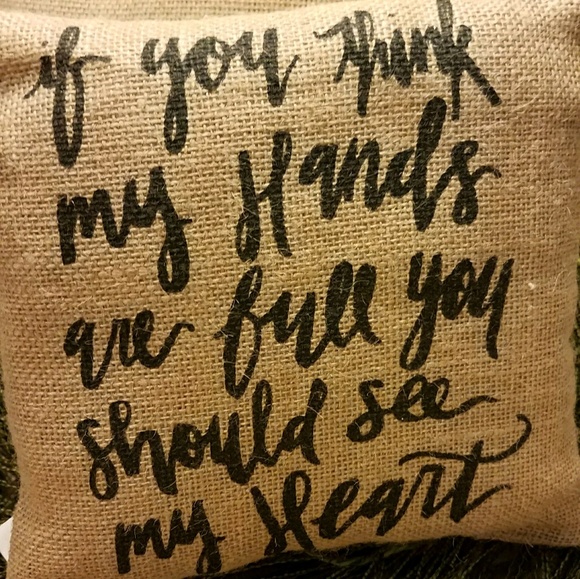 if you think
my Hands
are full you
should see
my Heart